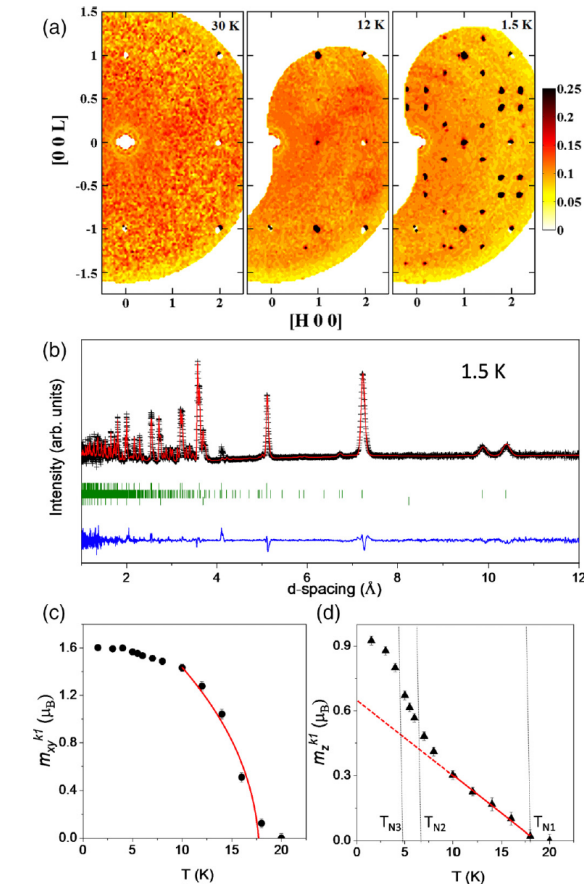 (a)
30 K
12 K
1.5 K
1.5
1
0.5
0
-0.5
-1
-1.5
[0 0 L]
0 1 2
0 1 2
0 1 2
[H 0 0]
0.25
0.2
0.15
0.1
0.05
0
(b)
1.5 K
Intensity (arb. units)
2 4 6 8 10 12
d-spacing (Å)
(c)
1.6
1.2
0.8
0.4
0.0
m_xy^k1 (μ_B)
0 5 10 15 20 25
T (K)
(d)
0.9
0.6
0.3
0.0
m_z^k1 (μ_B)
T_N3
T_N2
T_N1
0 5 10 15 20 25
T (K)